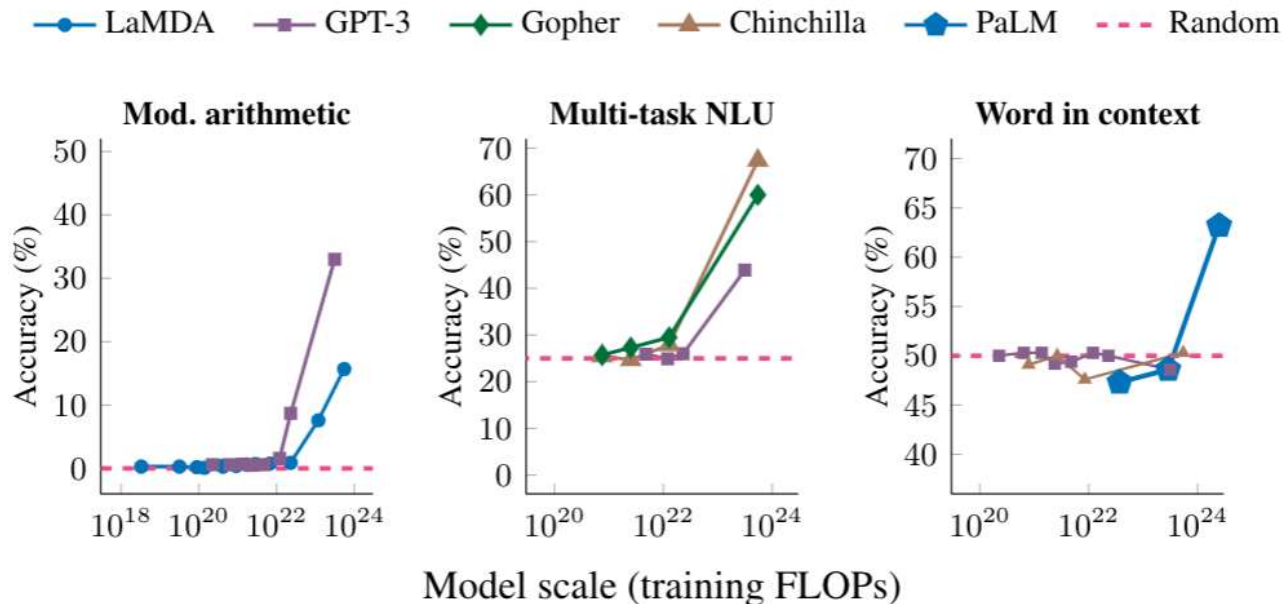 LaMDA GPT-3 Gopher Chinchilla PaLM Random
Mod. arithmetic Multi-task NLU Word in context
Accuracy (%)
50
40
30
20
10
0
10^18 10^20 10^22 10^24
Accuracy (%)
70
60
50
40
30
20
10
0
10^20 10^22 10^24
Accuracy (%)
70
65
60
55
50
45
40
10^20 10^22 10^24
Model scale (training FLOPs)